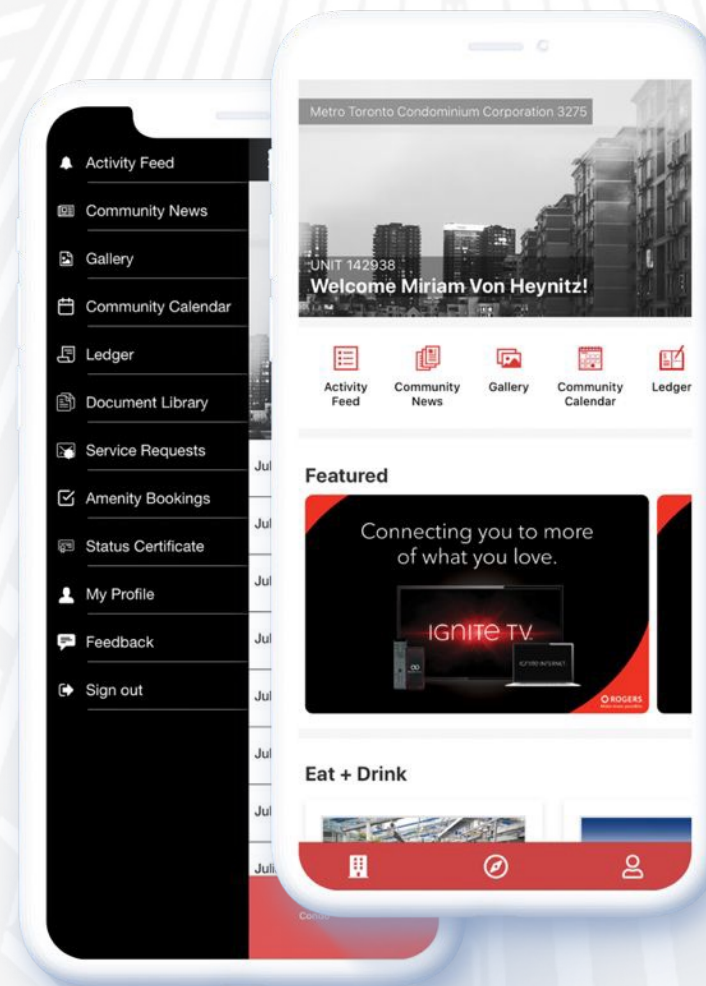 Activity Feed
Community News
Gallery
Community Calendar
Ledger
Document Library
Service Requests
Amenity Bookings
Status Certificate
My Profile
Feedback
Sign out
Jul
Jul
Jul
Jul
Jul
Jul
Jul
Metro Toronto Condominium Corporation 3275
UNIT 142938
Welcome Miriam Von Heynitz!
Activity
Feed
Community
News
Gallery
Community
Calendar
Ledger
Featured
Connecting you to more
of what you love.
IGNITE TV
IGNITE INTERNET
ROGERS
Eat + Drink